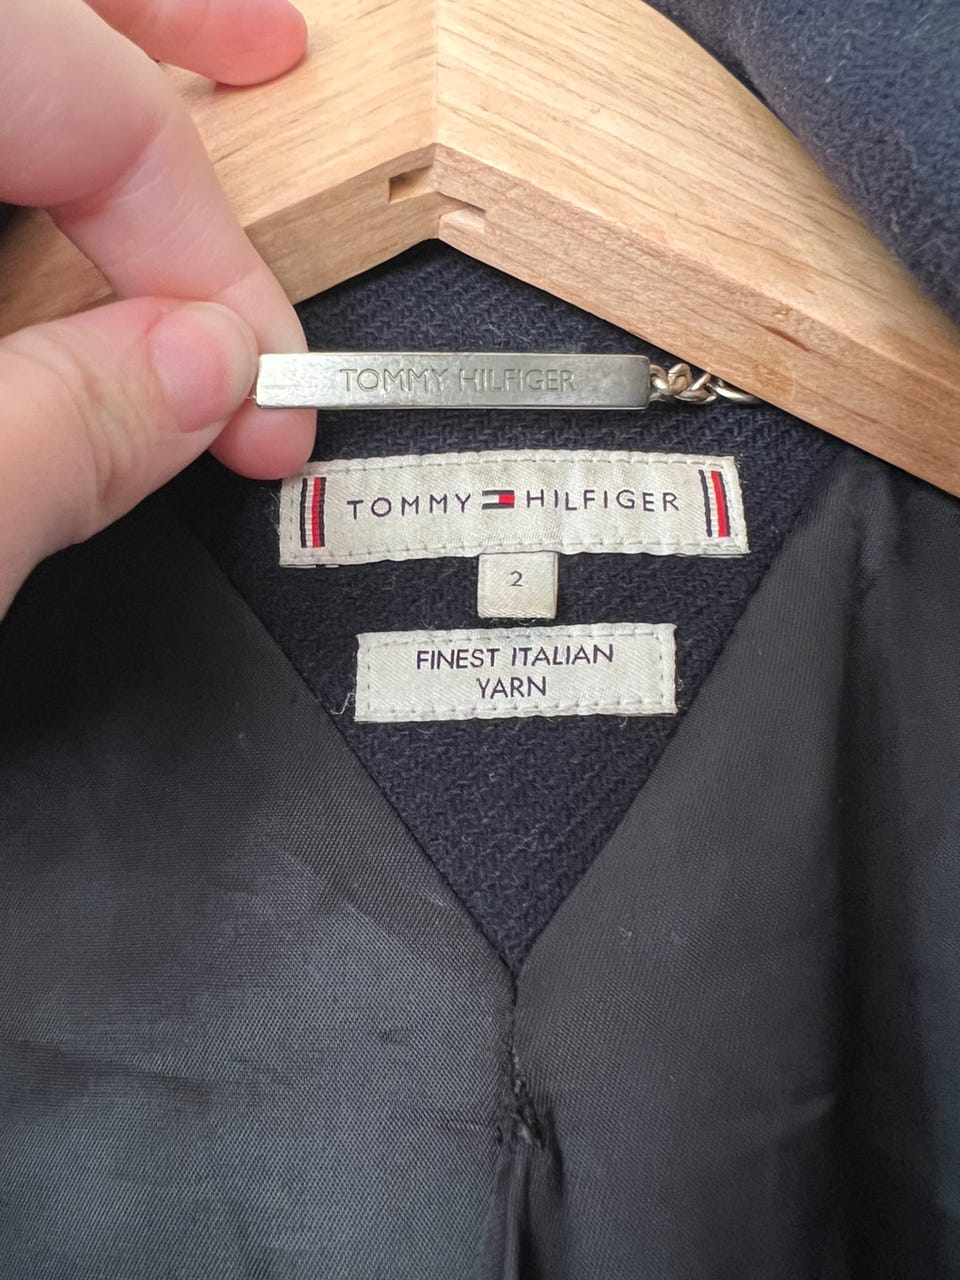 TOMMY HILFIGER
TOMMY HILFIGER
2
FINEST ITALIAN
YARN